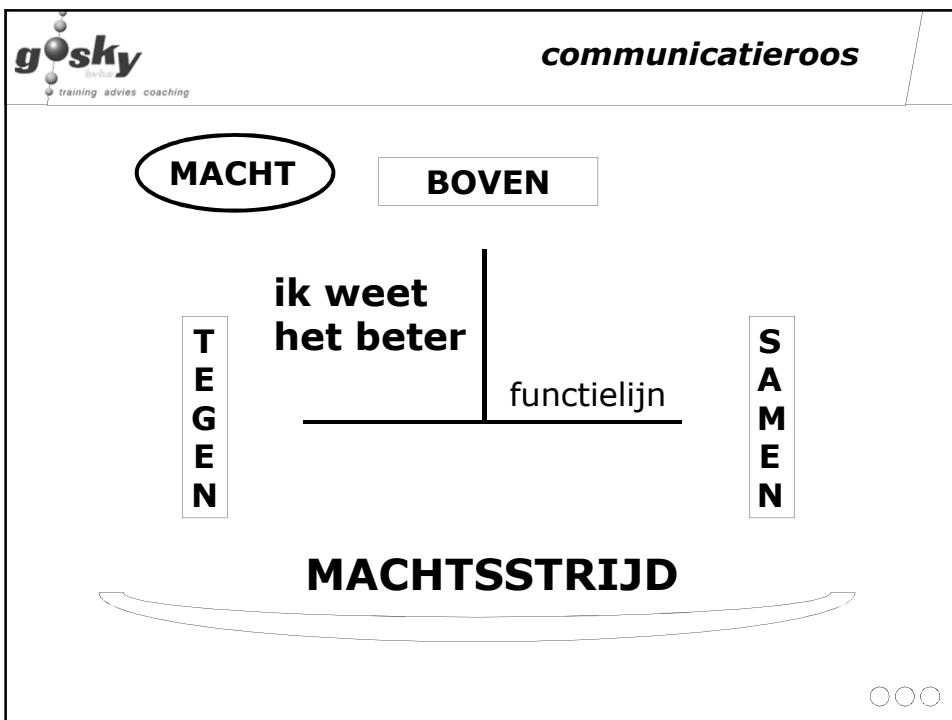 gosky
bvba
training advies coaching
communicatieroos
MACHT
BOVEN
ik weet
het beter
T
E
G
E
N
functielijn
S
A
M
E
N
MACHTSSTRIJD